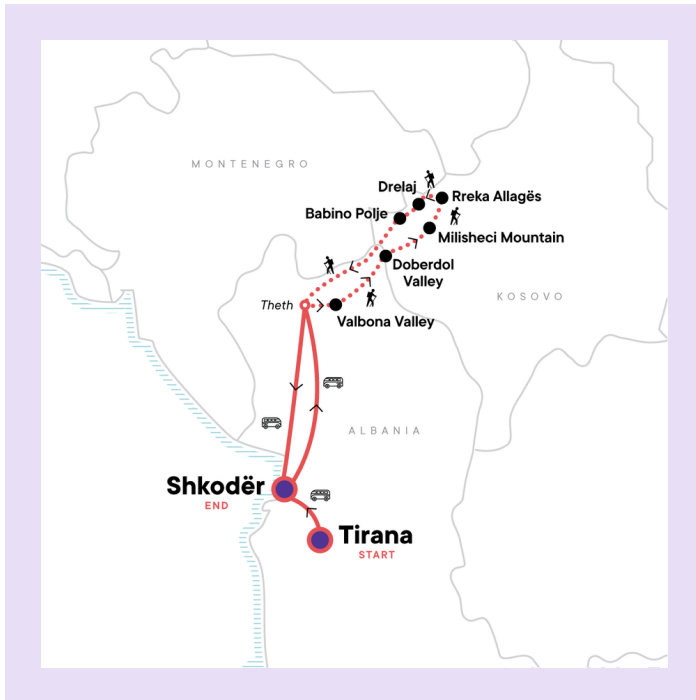 MONTENEGRO
Drelaj
Rreka Allagës
Babino Polje
Milisheci Mountain
Doberdol
Valley
KOSOVO
Theth
Valbona Valley
ALBANIA
Shkodër
END
Tirana
START